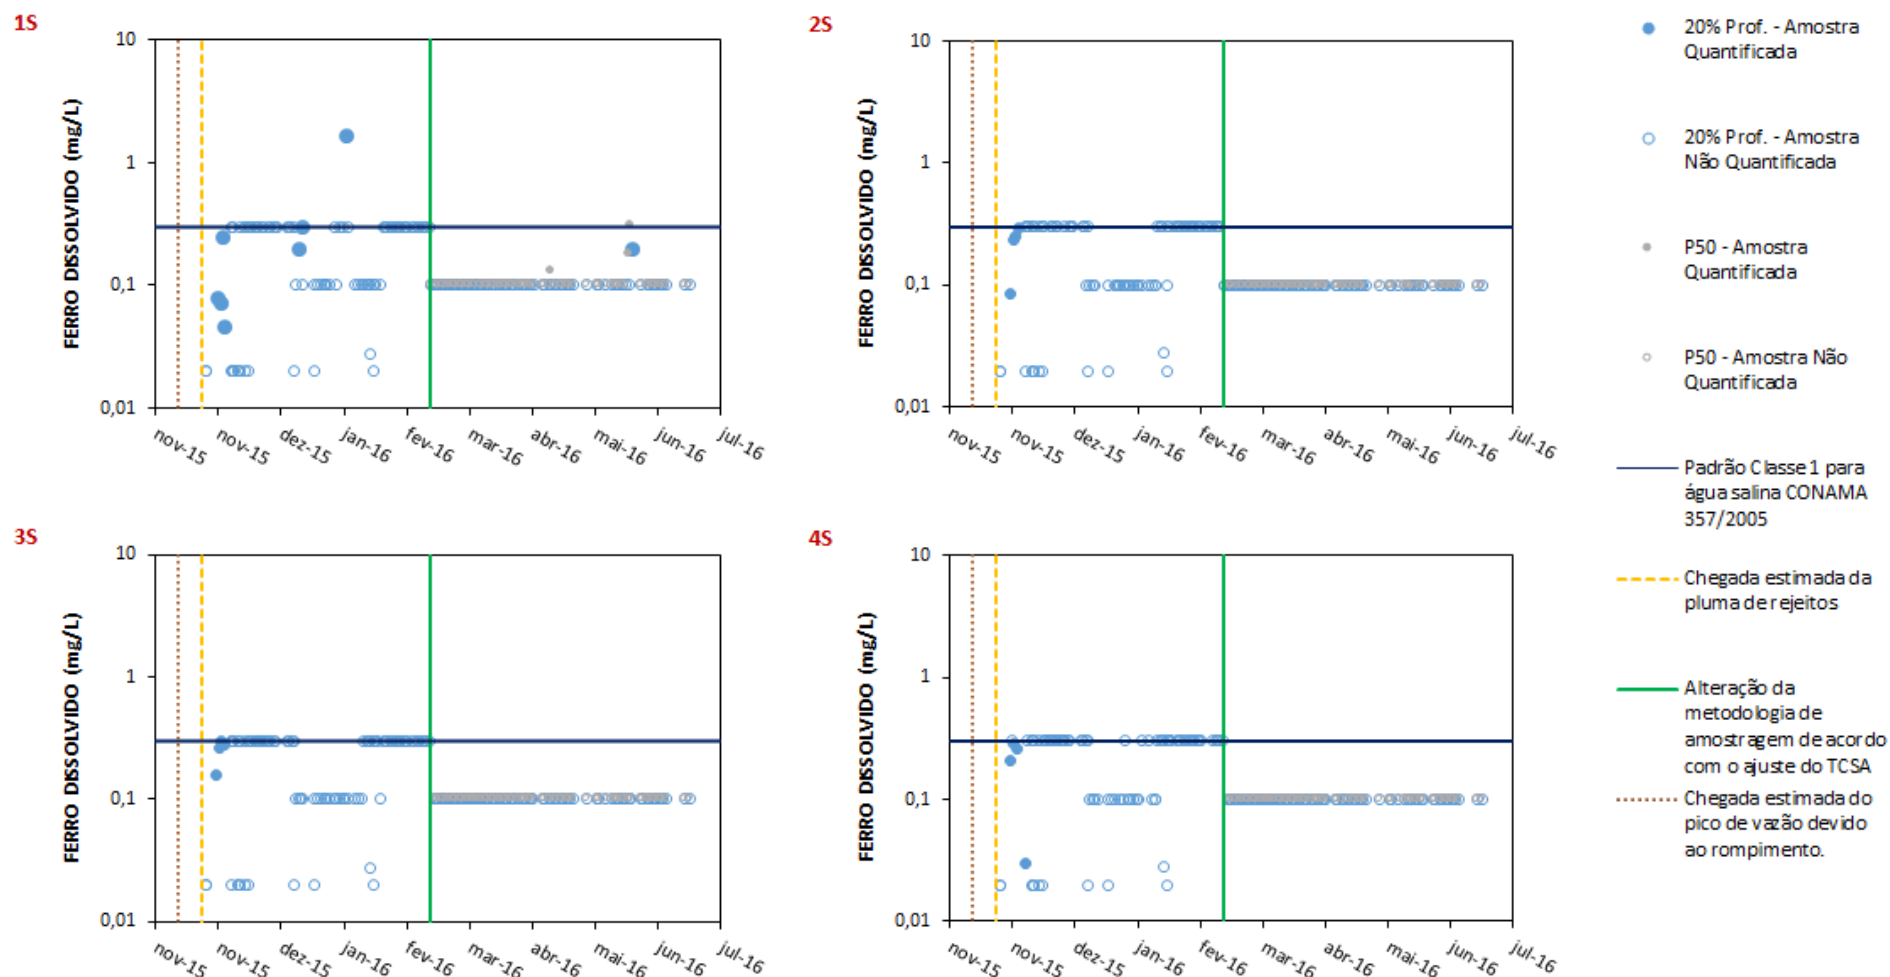 1S
FERRO DISSOLVIDO (mg/L)
10
1
0,1
0,01
nov-15
nov-15
dez-15
jan-16
fev-16
mar-16
abr-16
mai-16
jun-16
jul-16
2S
FERRO DISSOLVIDO (mg/L)
10
1
0,1
0,01
nov-15
nov-15
dez-15
jan-16
fev-16
mar-16
abr-16
mai-16
jun-16
jul-16
3S
FERRO DISSOLVIDO (mg/L)
10
1
0,1
0,01
nov-15
nov-15
dez-15
jan-16
fev-16
mar-16
abr-16
mai-16
jun-16
jul-16
4S
FERRO DISSOLVIDO (mg/L)
10
1
0,1
0,01
nov-15
nov-15
dez-15
jan-16
fev-16
mar-16
abr-16
mai-16
jun-16
jul-16
20% Prof. - Amostra
Quantificada
20% Prof. - Amostra
Não Quantificada
P50 - Amostra
Quantificada
P50 - Amostra Não
Quantificada
Padrão Classe 1 para
água salina CONAMA
357/2005
Chegada estimada da
pluma de rejeitos
Alteração da
metodologia de
amostragem de acordo
com o ajuste do TCSA
Chegada estimada do
pico de vazão devido
ao rompimento.